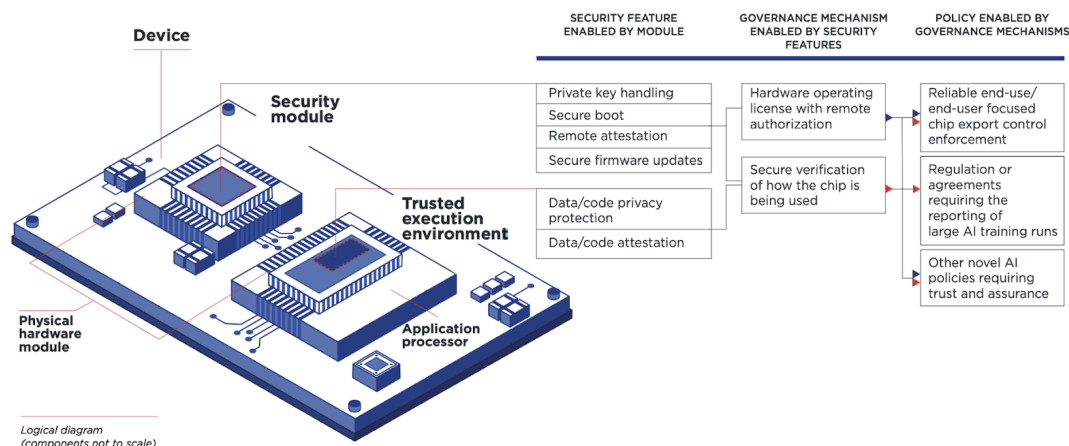 Device
Security
module
Trusted
execution
environment
Physical
hardware
module
Application
processor
Logical diagram
(components not to scale)
SECURITY FEATURE
ENABLED BY MODULE
Private key handling
Secure boot
Remote attestation
Secure firmware updates
Data/code privacy
protection
Data/code attestation
GOVERNANCE MECHANISM
ENABLED BY SECURITY
FEATURES
Hardware operating
license with remote
authorization
Secure verification
of how the chip is
being used
POLICY ENABLED BY
GOVERNANCE MECHANISMS
Reliable end-use/
end-user focused
chip export control
enforcement
Regulation or
agreements
requiring the
reporting of
large AI training runs
Other novel AI
policies requiring
trust and assurance